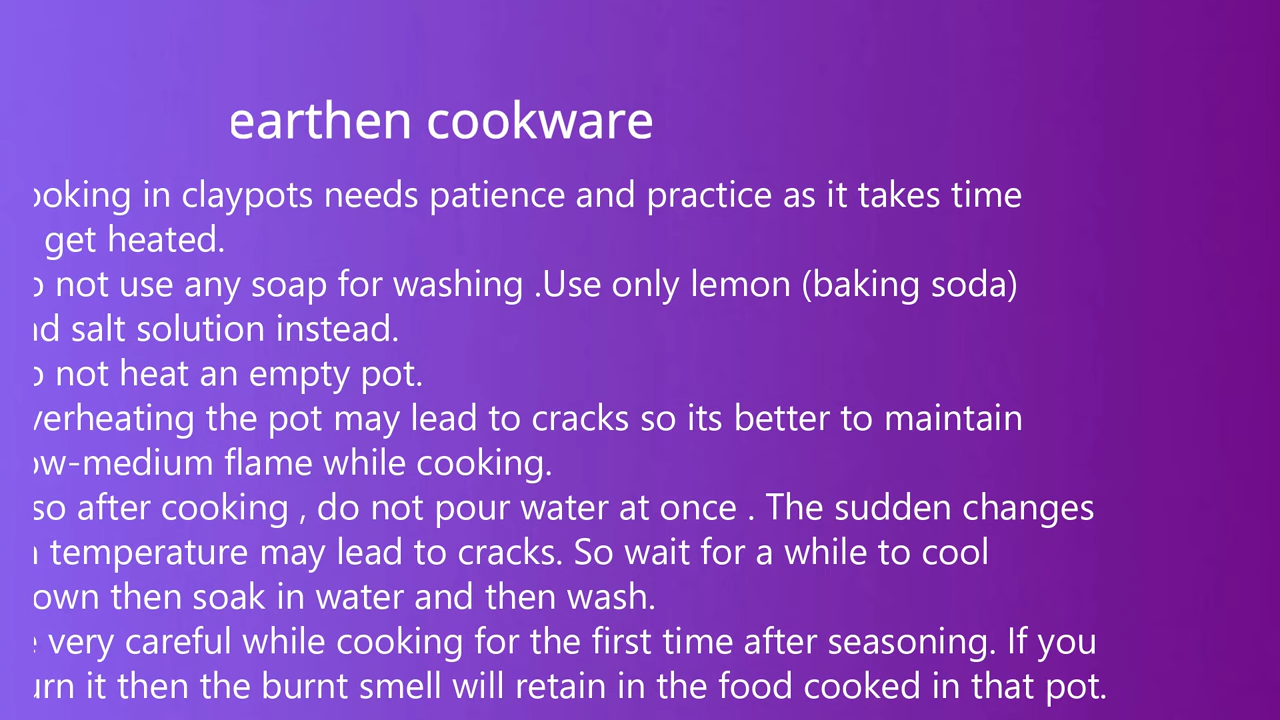 earthen cookware
ooking in claypots needs patience and practice as it takes time
get heated.
o not use any soap for washing .Use only lemon (baking soda)
nd salt solution instead.
o not heat an empty pot.
verheating the pot may lead to cracks so its better to maintain
ow-medium flame while cooking.
so after cooking , do not pour water at once . The sudden changes
n temperature may lead to cracks. So wait for a while to cool
own then soak in water and then wash.
e very careful while cooking for the first time after seasoning. If you
urn it then the burnt smell will retain in the food cooked in that pot.